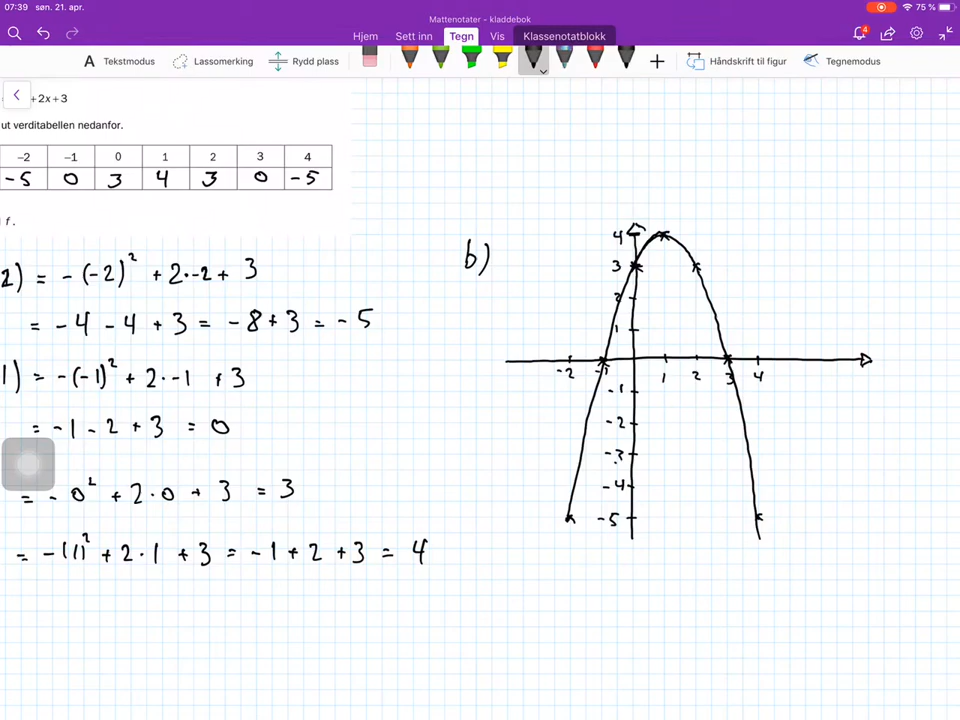 07:39 søn. 21. apr.
75 %
Mattenotater - kladdebok
Hjem Sett inn Tegn Vis Klassenotatblokk
4
A Tekstmodus Lassomerking Rydd plass Håndskrift til figur Tegnemodus
+2x+3
ut verditabellen nedanfor.
-2 -1 0 1 2 3 4
-5 0 3 4 3 0 -5
f.
2) = -(-2)² + 2·-2 + 3
= -4 -4 +3 = -8+3 = -5
1) = -(-1)² + 2·-1 +3
= -1 -2 +3 = 0
= -0² + 2·0 + 3 = 3
= -(1)² + 2·1 +3 = -1 + 2 +3 = 4
b)
4
3
2
1
-2 -1 1 2 3 4
-1
-2
-3
-4
-5